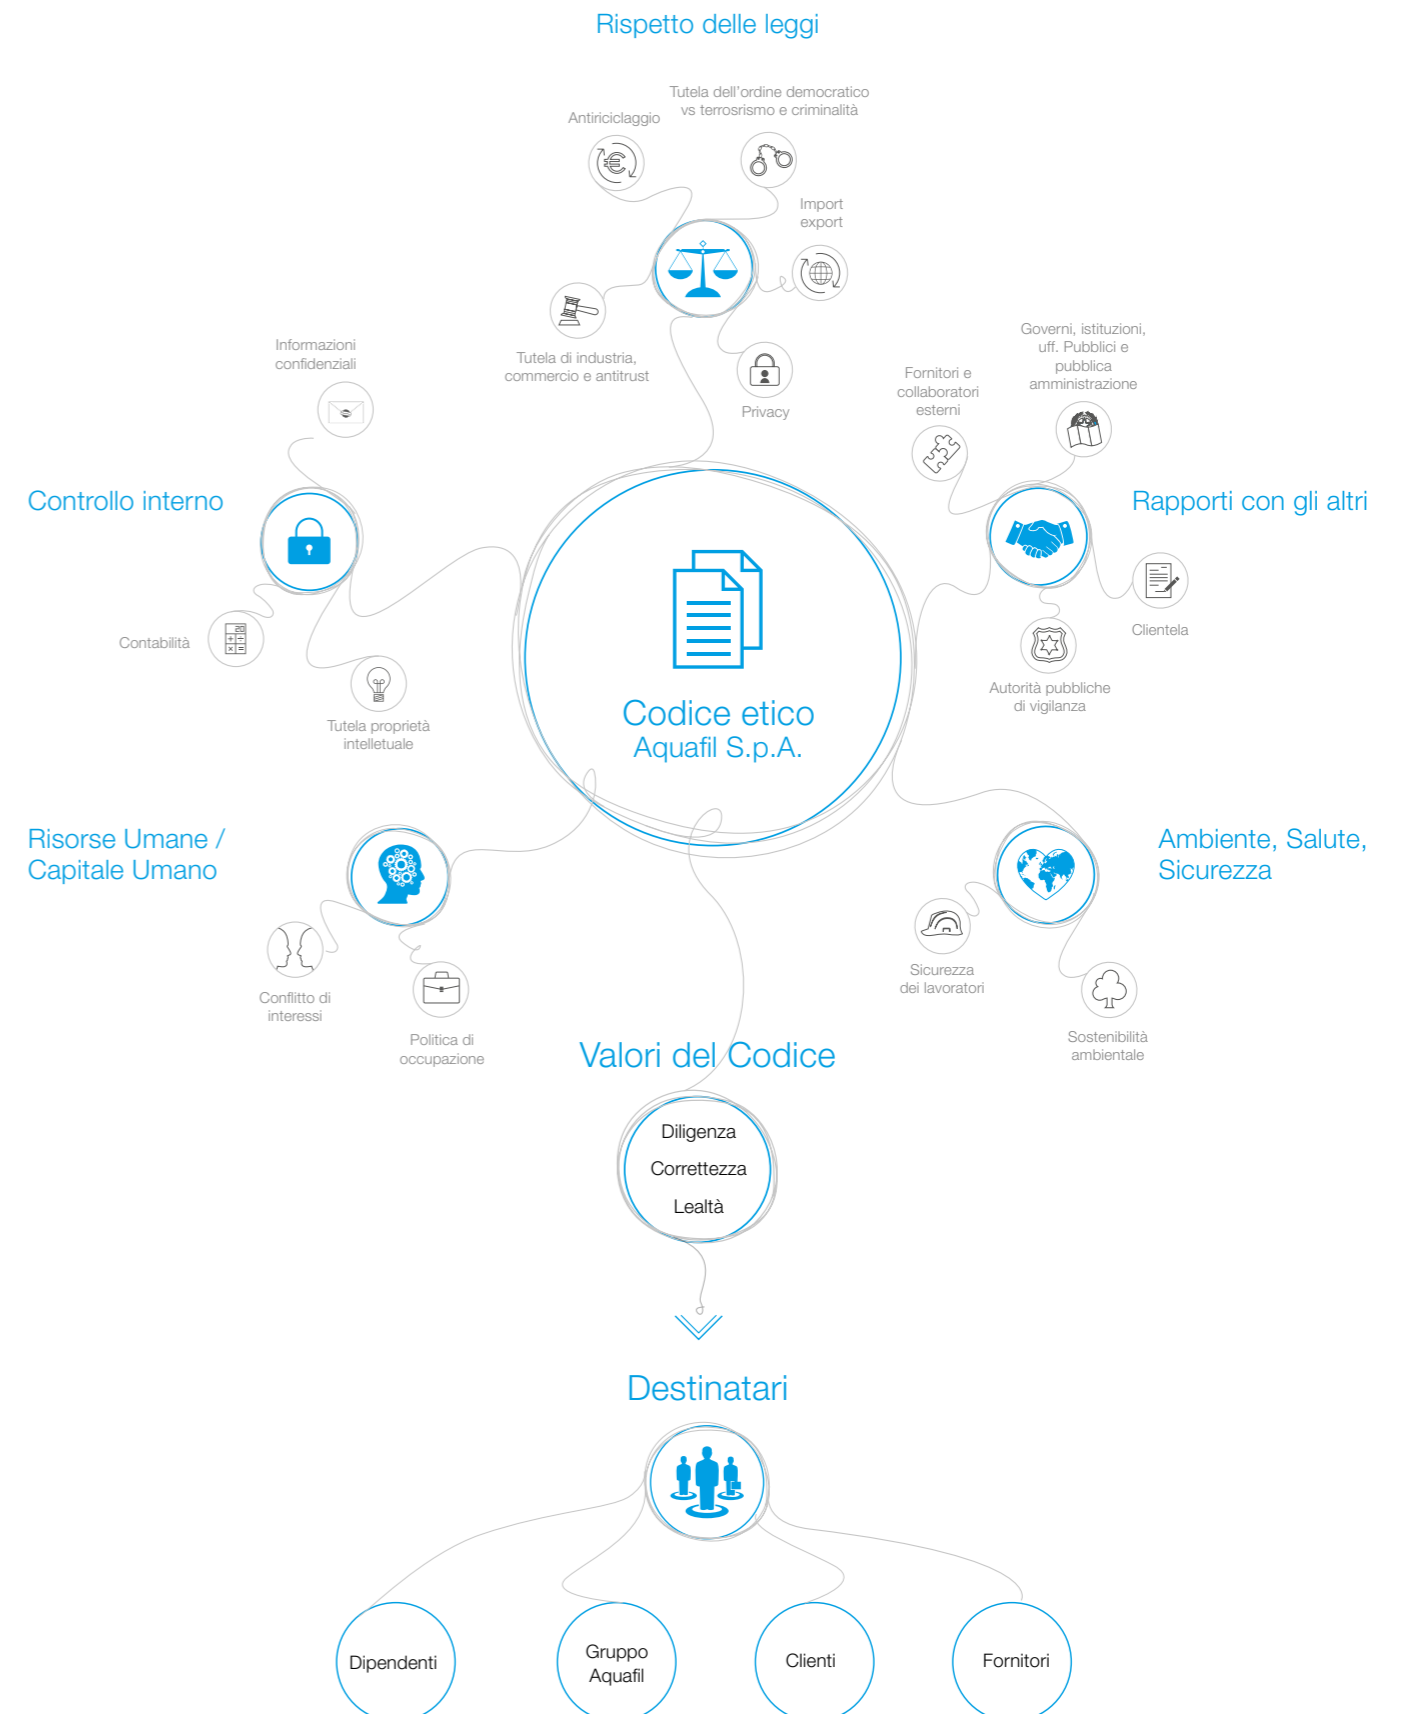 Rispetto delle leggi
Tutela dell'ordine democratico
vs terrosrismo e criminalità
Antiriciclaggio
Import
export
Tutela di industria,
commercio e antitrust
Privacy
Informazioni
confidenziali
Controllo interno
Contabilità
20
+ ÷
× =
Tutela proprietà
intelletuale
Governi, istituzioni,
uff. Pubblici e
pubblica
amministrazione
Fornitori e
collaboratori
esterni
Rapporti con gli altri
Clientela
Autorità pubbliche
di vigilanza
Codice etico
Aquafil S.p.A.
Risorse Umane /
Capitale Umano
Conflitto di
interessi
Politica di
occupazione
Ambiente, Salute,
Sicurezza
Sicurezza
dei lavoratori
Sostenibilità
ambientale
Valori del Codice
Diligenza
Correttezza
Lealtà
Destinatari
Dipendenti
Gruppo
Aquafil
Clienti
Fornitori